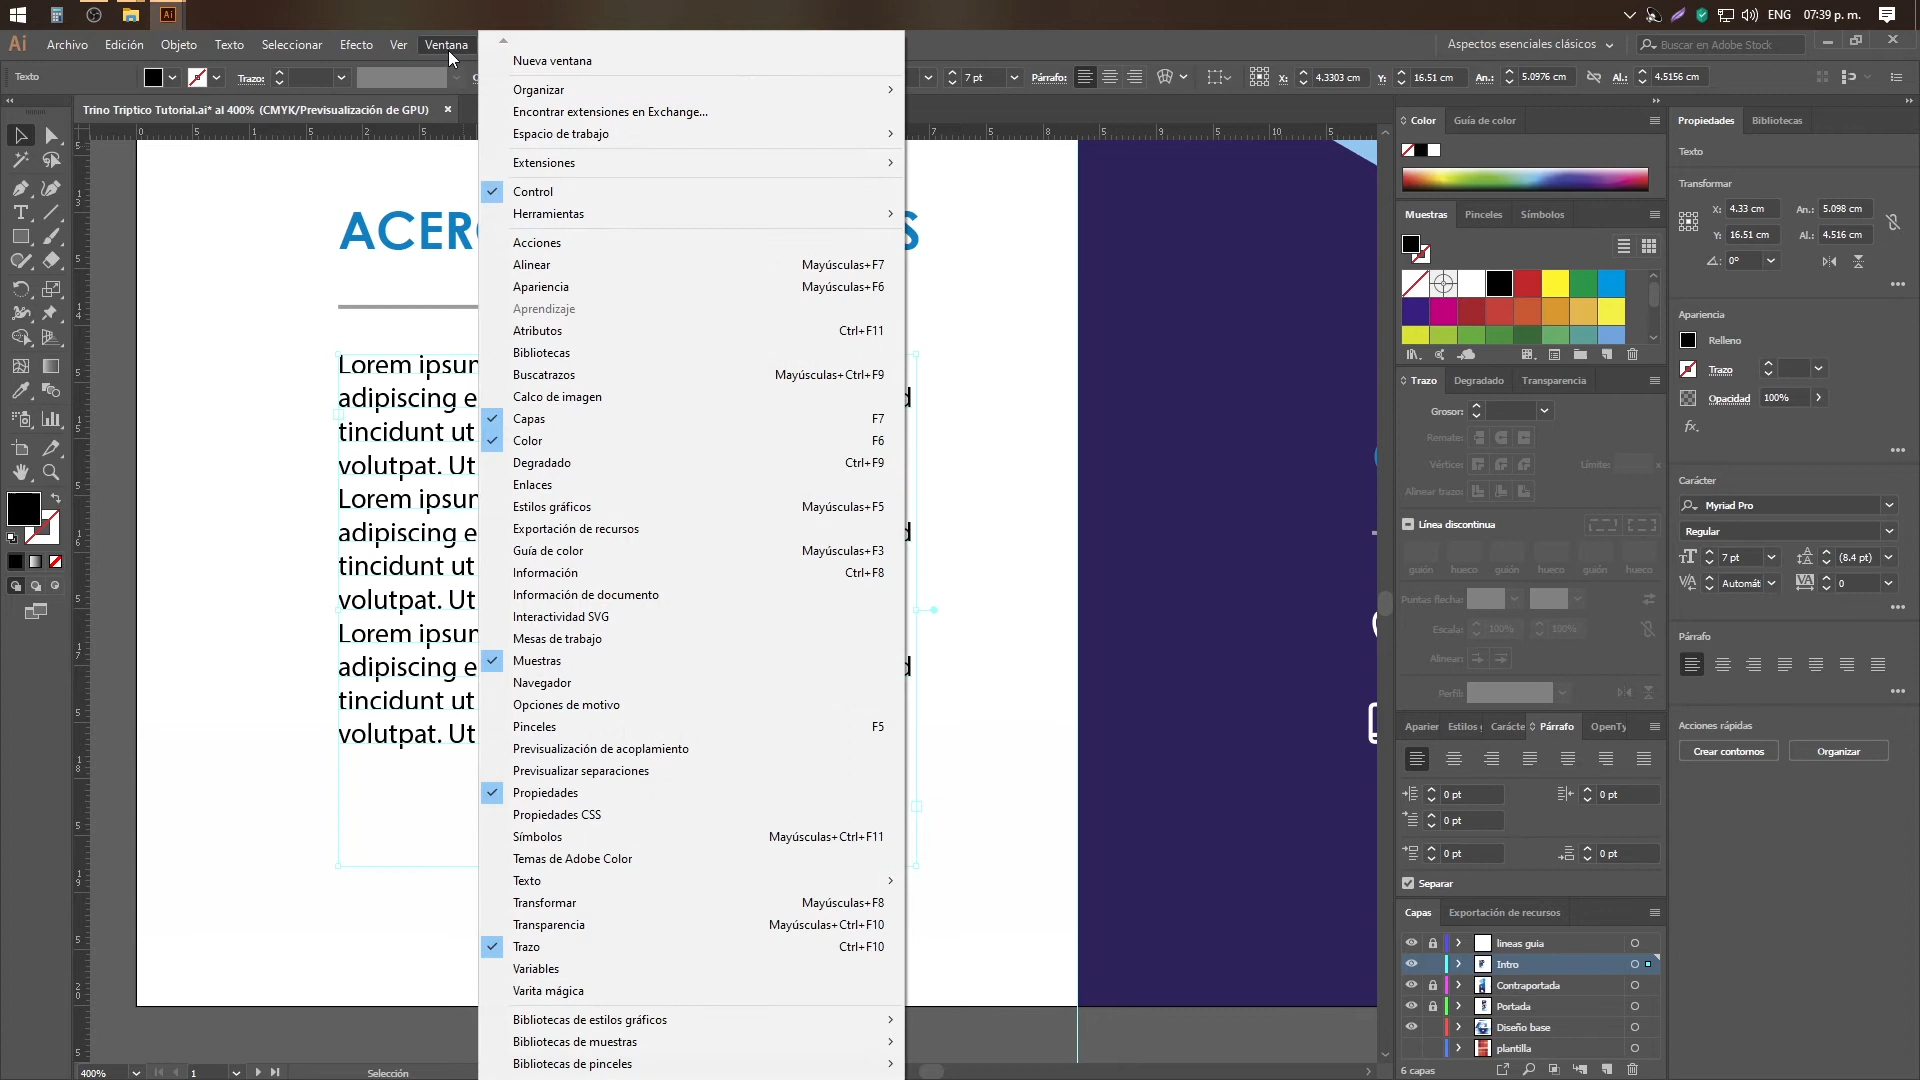 ENG 07:39 p. m.
Ai Archivo Edición Objeto Texto Seleccionar Efecto Ver Ventana Aspectos esenciales clásicos Buscar en Adobe Stock
Texto Trazo: 7 pt Párrafo: X: 4.3303 cm Y: 16.51 cm An.: 5.0976 cm Al.: 4.5156 cm
Trino Triptico Tutorial.ai* al 400% (CMYK/Previsualización de GPU)
Nueva ventana
Organizar
Encontrar extensiones en Exchange...
Espacio de trabajo
Extensiones
Control
Herramientas
Acciones
Alinear Mayúsculas+F7
Apariencia Mayúsculas+F6
Aprendizaje
Atributos Ctrl+F11
Bibliotecas
Buscatrazos Mayúsculas+Ctrl+F9
Calco de imagen
Capas F7
Color F6
Degradado Ctrl+F9
Enlaces
Estilos gráficos Mayúsculas+F5
Exportación de recursos
Guía de color Mayúsculas+F3
Información Ctrl+F8
Información de documento
Interactividad SVG
Mesas de trabajo
Muestras
Navegador
Opciones de motivo
Pinceles F5
Previsualización de acoplamiento
Previsualizar separaciones
Propiedades
Propiedades CSS
Símbolos Mayúsculas+Ctrl+F11
Temas de Adobe Color
Texto
Transformar Mayúsculas+F8
Transparencia Mayúsculas+Ctrl+F10
Trazo Ctrl+F10
Variables
Varita mágica
Bibliotecas de estilos gráficos
Bibliotecas de muestras
Bibliotecas de pinceles
ACER S
Lorem ipsum
adipiscing e d
tincidunt ut
volutpat. Ut
Lorem ipsum
adipiscing e d
tincidunt ut
volutpat. Ut
Lorem ipsum
adipiscing e d
tincidunt ut
volutpat. Ut
400% 1 Selección
Color Guía de color
Muestras Pinceles Símbolos
Trazo Degradado Transparencia
Grosor:
Remate:
Vértice: Límite: x
Alinear trazo:
Línea discontinua
guión hueco guión hueco guión hueco
Puntas flecha:
Escala: 100% 100%
Alinear:
Perfil:
Aparier Estilos g Carácte Párrafo OpenTy
0 pt 0 pt
0 pt
0 pt 0 pt
Separar
Capas Exportación de recursos
lineas guia
Intro
Contraportada
Portada
Diseño base
plantilla
6 capas
Propiedades Bibliotecas
Texto
Transformar
X: 4.33 cm An.: 5.098 cm
Y: 16.51 cm Al.: 4.516 cm
0°
Apariencia
Relleno
Trazo
Opacidad 100%
fx.
Carácter
Myriad Pro
Regular
7 pt (8.4 pt)
Automát 0
Párrafo
Acciones rápidas
Crear contornos Organizar